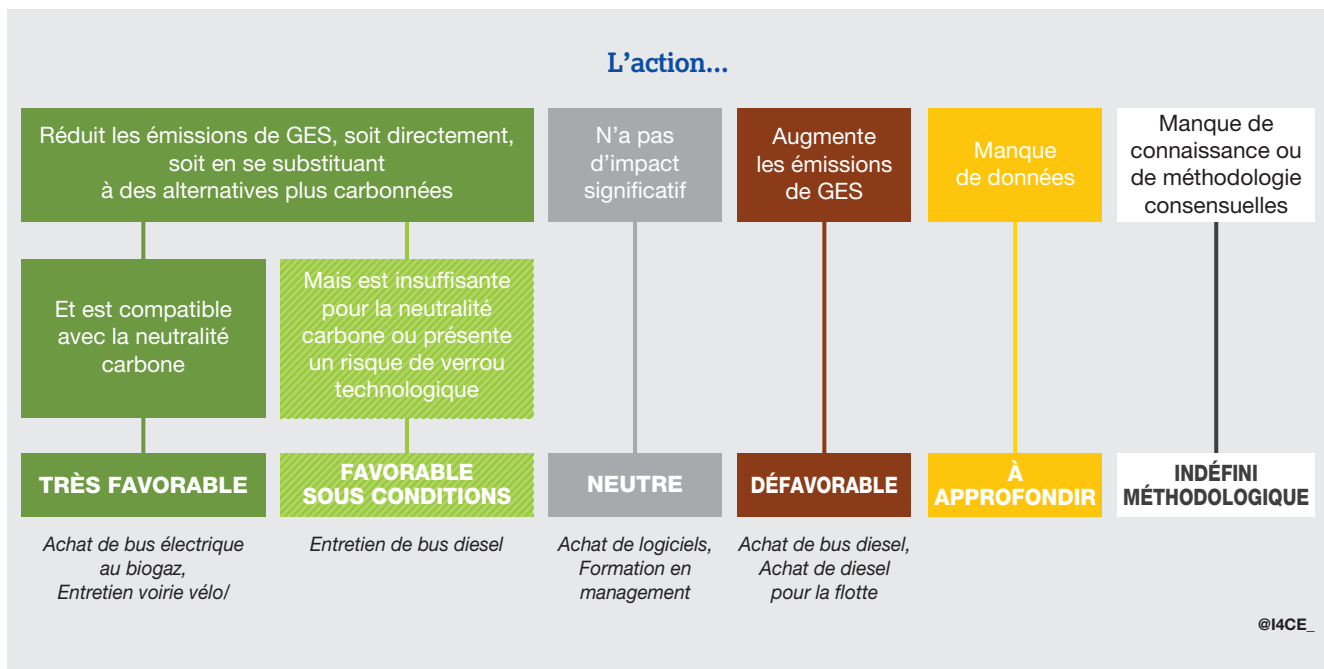 L'action...
Réduit les émissions de GES, soit directement,
soit en se substituant
à des alternatives plus carbonnées
N'a pas
d'impact
significatif
Augmente
les émissions
de GES
Manque
de données
Manque de
connaissance ou
de méthodologie
consensuelles
Et est compatible
avec la neutralité
carbone
Mais est insuffisante
pour la neutralité
carbone ou présente
un risque de verrou
technologique
TRÈS FAVORABLE
FAVORABLE
SOUS CONDITIONS
NEUTRE
DÉFAVORABLE
À
APPROFONDIR
INDÉFINI
MÉTHODOLOGIQUE
Achat de bus électrique
au biogaz,
Entretien voirie vélo/
Entretien de bus diesel
Achat de logiciels,
Formation en
management
Achat de bus diesel,
Achat de diesel
pour la flotte
@I4CE_